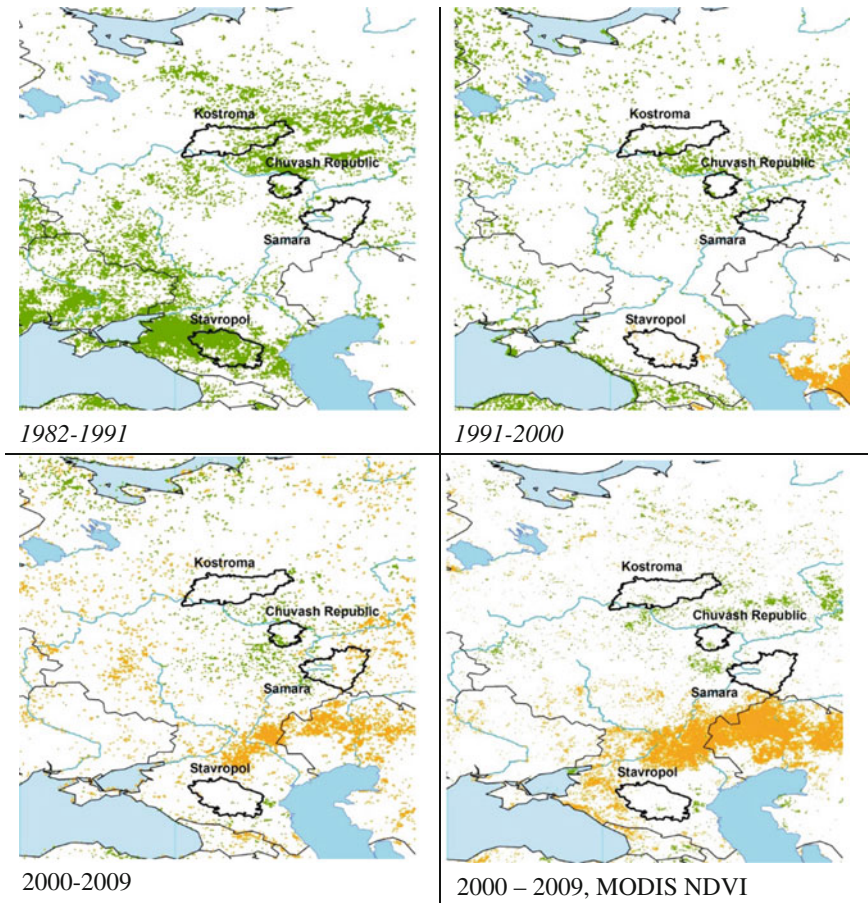 Kostroma
Chuvash Republic
Samara
Stavropol
1982-1991
Kostroma
Chuvash Republic
Samara
Stavropol
1991-2000
Kostroma
Chuvash Republic
Samara
Stavropol
2000-2009
Kostroma
Chuvash Republic
Samara
Stavropol
2000 – 2009, MODIS NDVI